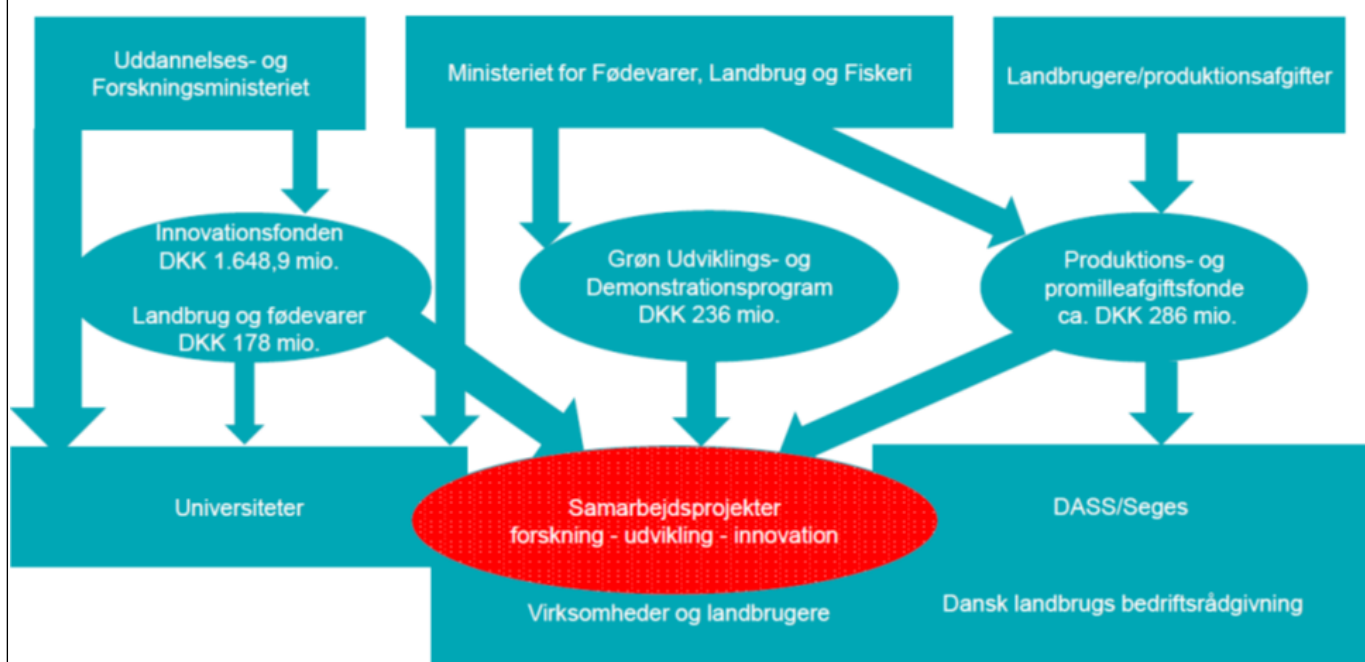 Uddannelses- og
Forskningsministeriet
Ministeriet for Fødevarer, Landbrug og Fiskeri
Landbrugere/produktionsafgifter
Innovationsfonden
DKK 1.648,9 mio.
Landbrug og fødevarer
DKK 178 mio.
Grøn Udviklings- og
Demonstrationsprogram
DKK 236 mio.
Produktions- og
promilleafgiftsfonde
ca. DKK 286 mio.
Universiteter
Samarbejdsprojekter
forskning - udvikling - innovation
DASS/Seges
Virksomheder og landbrugere
Dansk landbrugs bedriftsrådgivning